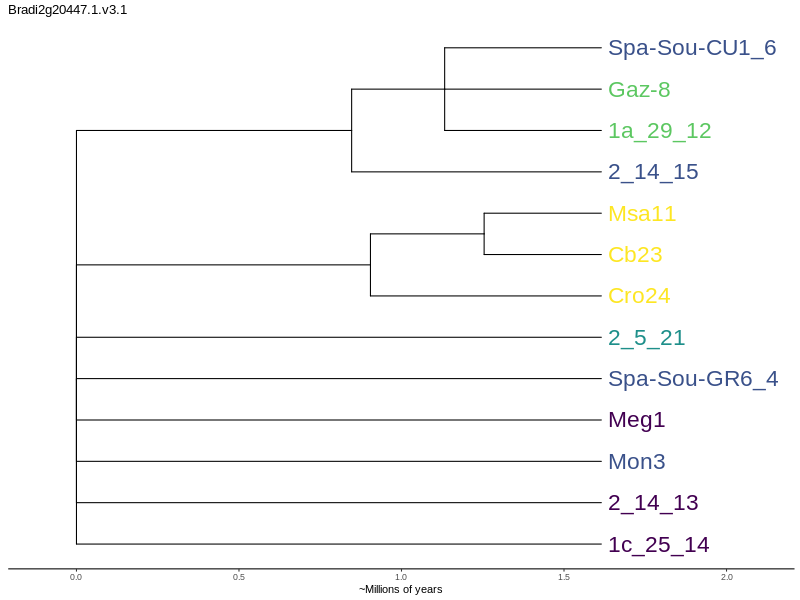 Bradi2g20447.1.v3.1
Spa-Sou-CU1_6
Gaz-8
1a_29_12
2_14_15
Msa11
Cb23
Cro24
2_5_21
Spa-Sou-GR6_4
Meg1
Mon3
2_14_13
1c_25_14
0.0 0.5 1.0 1.5 2.0
~Millions of years